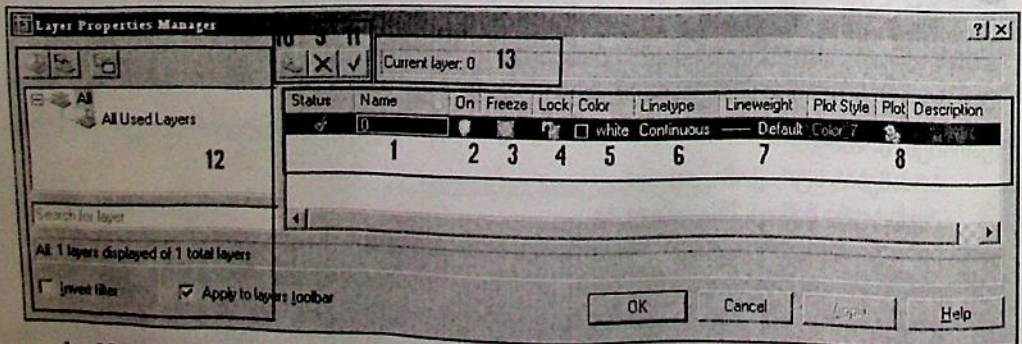 Layer Properties Manager
? X
10 9 11
Current layer: 0 13
All
All Used Layers
12
Status Name On Freeze Lock Color Linetype Lineweight Plot Style Plot Description
0 white Continuous Default Color_7
1 2 3 4 5 6 7 8
Search for layer
All: 1 layers displayed of 1 total layers
Invert filter Apply to layers toolbar
OK Cancel Apply Help